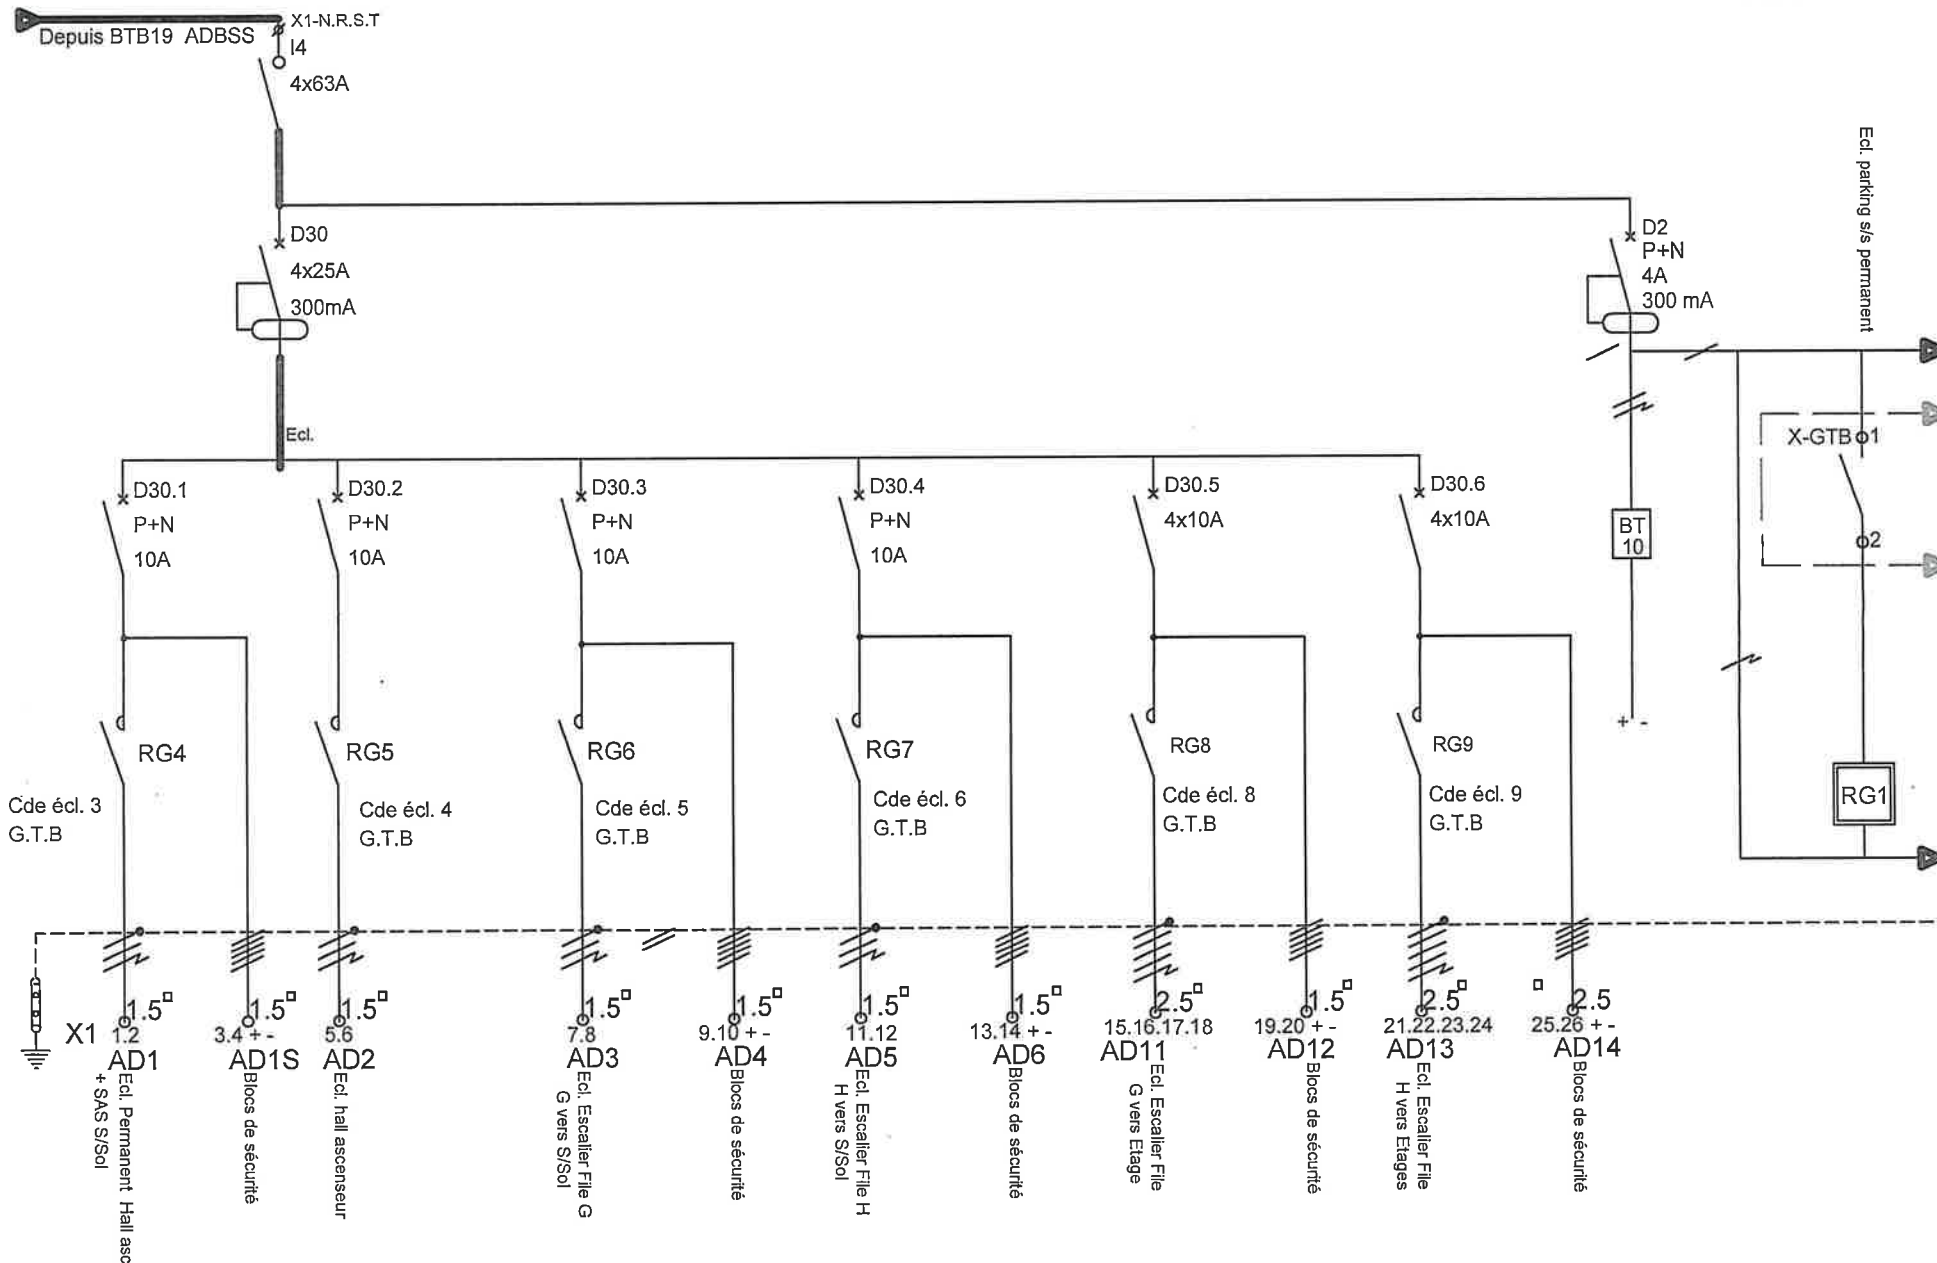 X1-N.R.S.T
Depuis BTB19 ADBSS
I4
4x63A
Ecl. parking s/s permanent
D30
4x25A
300mA
D2
P+N
4A
300 mA
Ecl.
X-GTB 1
2
D30.1
P+N
10A
D30.2
P+N
10A
D30.3
P+N
10A
D30.4
P+N
10A
D30.5
4x10A
D30.6
4x10A
BT
10
+ -
RG4
RG5
RG6
RG7
RG8
RG9
RG1
Cde écl. 3
G.T.B
Cde écl. 4
G.T.B
Cde écl. 5
G.T.B
Cde écl. 6
G.T.B
Cde écl. 8
G.T.B
Cde écl. 9
G.T.B
X1
1.5
1.2
AD1
Ecl. Permanent Hall asc
+ SAS S/Sol
1.5
3.4 + -
AD1S
Blocs de sécurité
1.5
5.6
AD2
Ecl. hall ascenseur
1.5
7.8
AD3
Ecl. Escalier File G
G vers S/Sol
1.5
9.10 + -
AD4
Blocs de sécurité
1.5
11.12
AD5
Ecl. Escalier File H
H vers S/Sol
1.5
13.14 + -
AD6
Blocs de sécurité
2.5
15.16.17.18
AD11
Ecl. Escalier File
G vers Etage
1.5
19.20 + -
AD12
Blocs de sécurité
2.5
21.22.23.24
AD13
Ecl. Escalier File
H vers Etages
2.5
25.26 + -
AD14
Blocs de sécurité